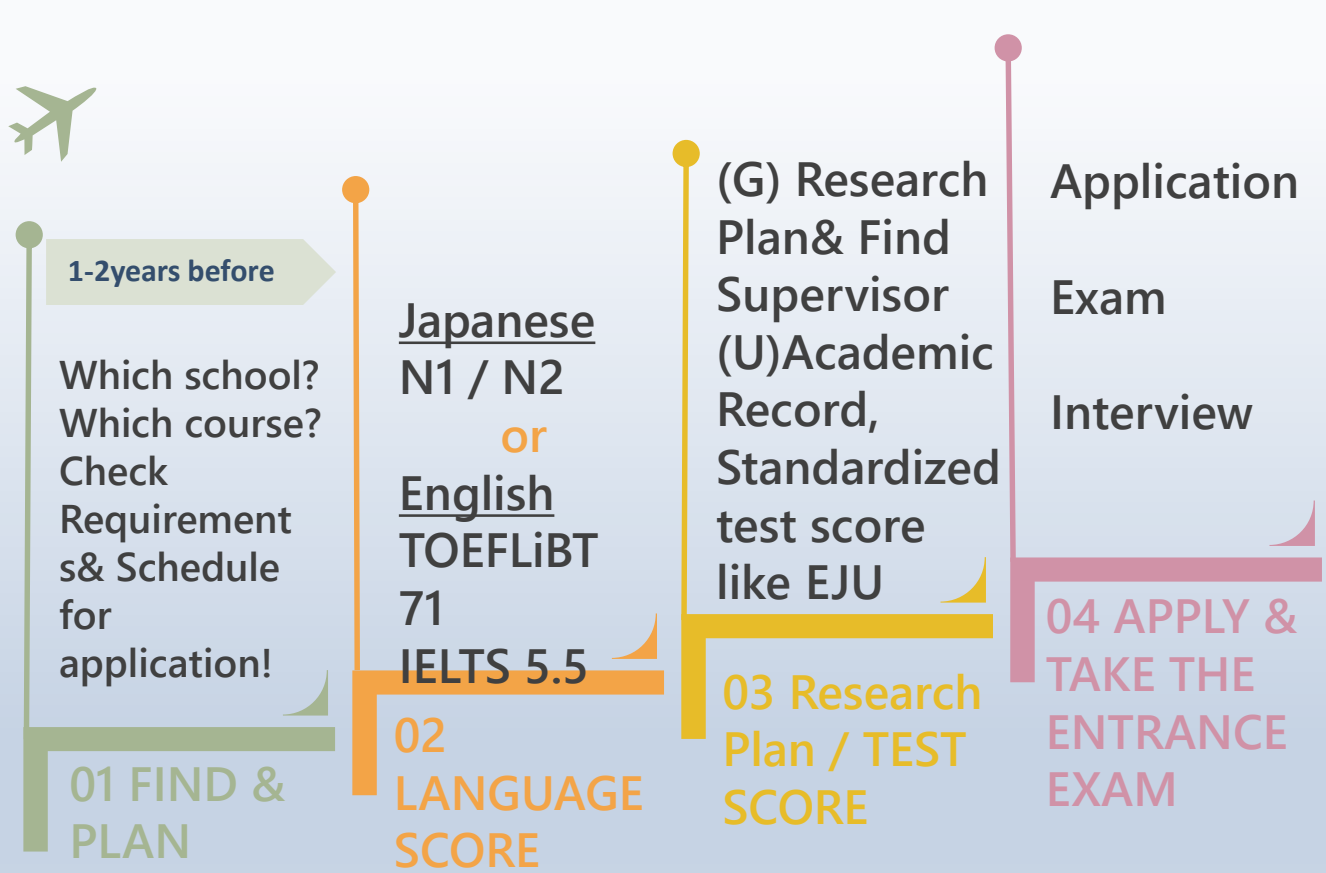 1-2years before
Which school?
Which course?
Check
Requirement
s& Schedule
for
application!
01 FIND &
PLAN
Japanese
N1 / N2
or
English
TOEFLiBT
71
IELTS 5.5
02
LANGUAGE
SCORE
(G) Research
Plan& Find
Supervisor
(U)Academic
Record,
Standardized
test score
like EJU
03 Research
Plan / TEST
SCORE
Application
Exam
Interview
04 APPLY &
TAKE THE
ENTRANCE
EXAM